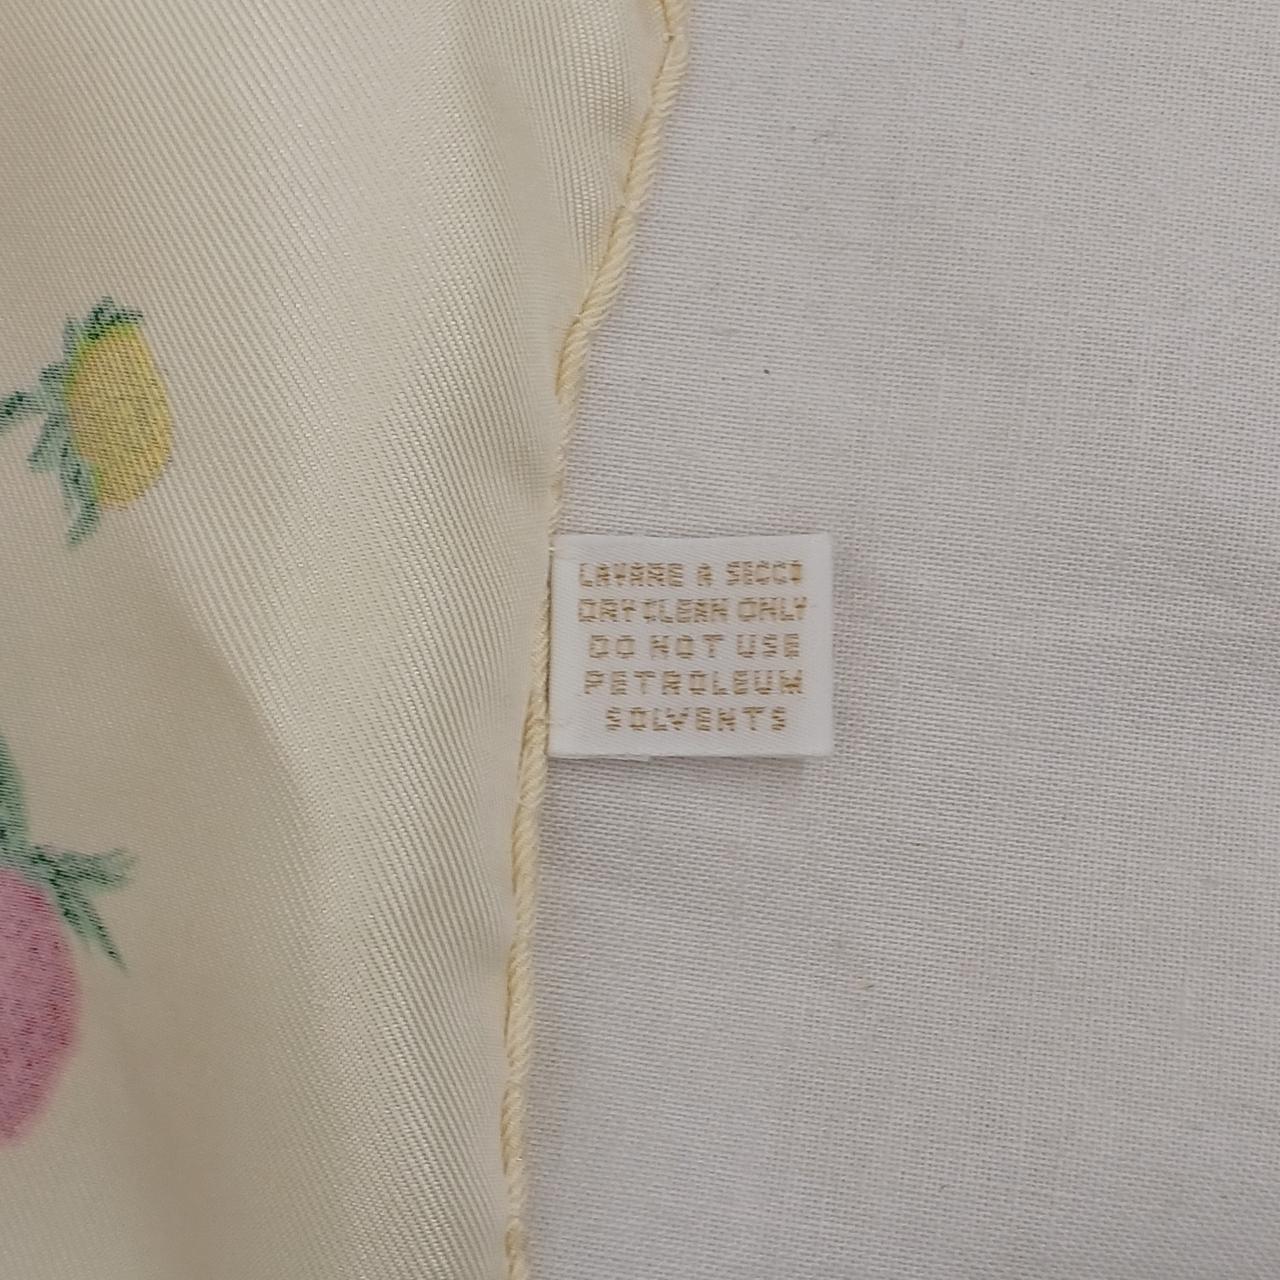 LAVARE A SECCO
DRY CLEAN ONLY
DO NOT USE
PETROLEUM
SOLVENTS